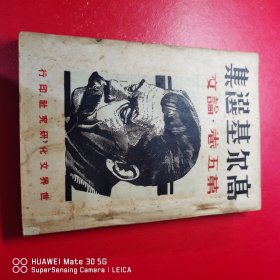 高尔基選集
第五卷·論文
世界文化研究社印行
HUAWEI Mate 30 5G
SuperSensing Camera | LEICA